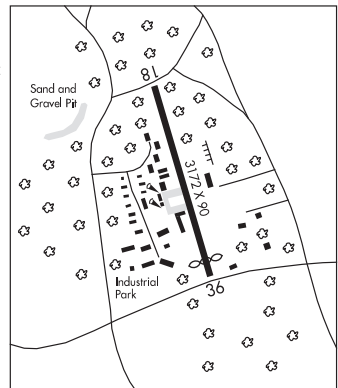 18
Sand and
Gravel Pit
3172 X 90
Industrial
Park
36